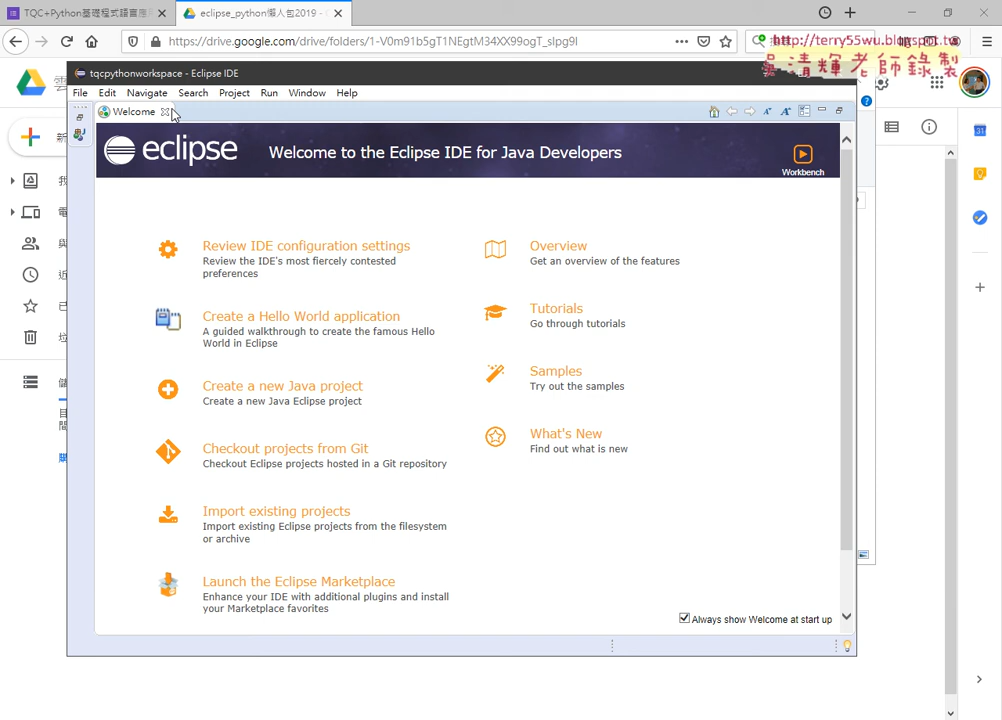 TQC+Python基礎程式語言應
eclipse_python懶人包2019 -
https://drive.google.com/drive/folders/1-V0m91b5gT1NEgtM34XX99ogT_sIpg9I
http://terry55wu.blogspot.tw
吳清輝老師錄製
tqcpythonworkspace - Eclipse IDE
File Edit Navigate Search Project Run Window Help
Welcome
eclipse
Welcome to the Eclipse IDE for Java Developers
Workbench
Review IDE configuration settings
Review the IDE's most fiercely contested
preferences
Overview
Get an overview of the features
Create a Hello World application
A guided walkthrough to create the famous Hello
World in Eclipse
Tutorials
Go through tutorials
Create a new Java project
Create a new Java Eclipse project
Samples
Try out the samples
Checkout projects from Git
Checkout Eclipse projects hosted in a Git repository
What's New
Find out what is new
Import existing projects
Import existing Eclipse projects from the filesystem
or archive
Launch the Eclipse Marketplace
Enhance your IDE with additional plugins and install
your Marketplace favorites
Always show Welcome at start up